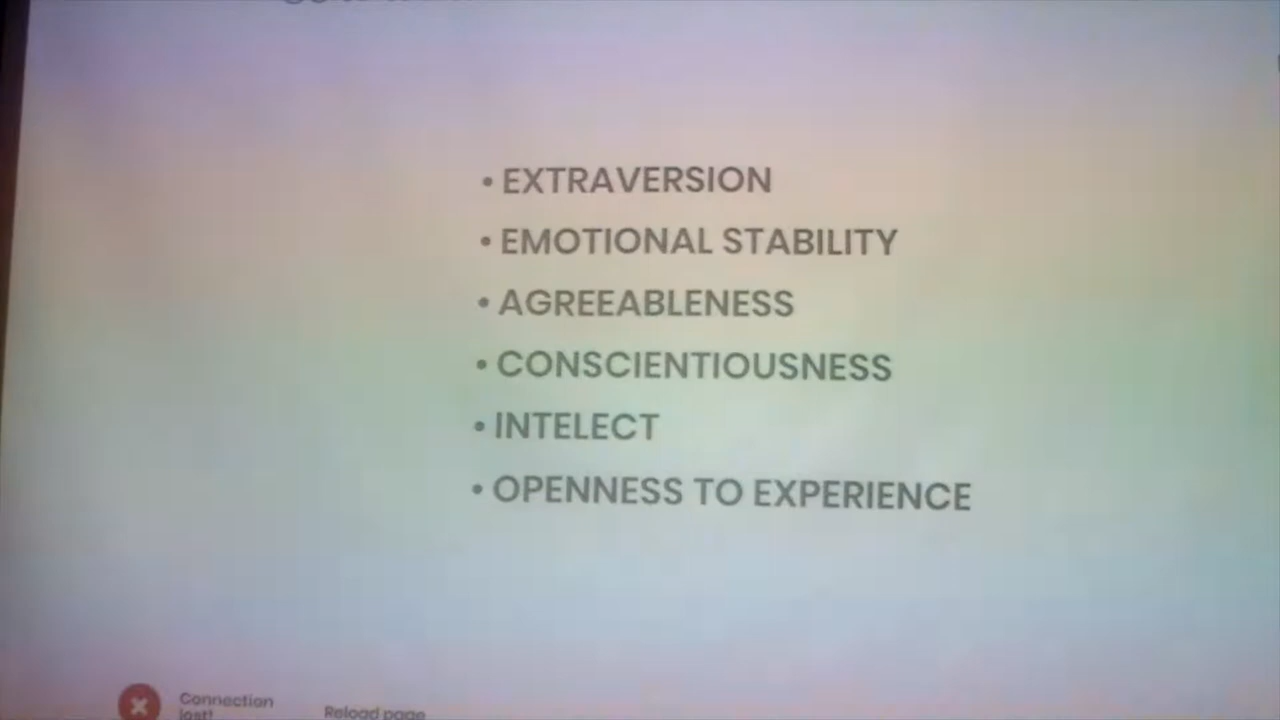 • EXTRAVERSION
• EMOTIONAL STABILITY
• AGREEABLENESS
• CONSCIENTIOUSNESS
• INTELECT
• OPENNESS TO EXPERIENCE
Connection
lost!
Reload page